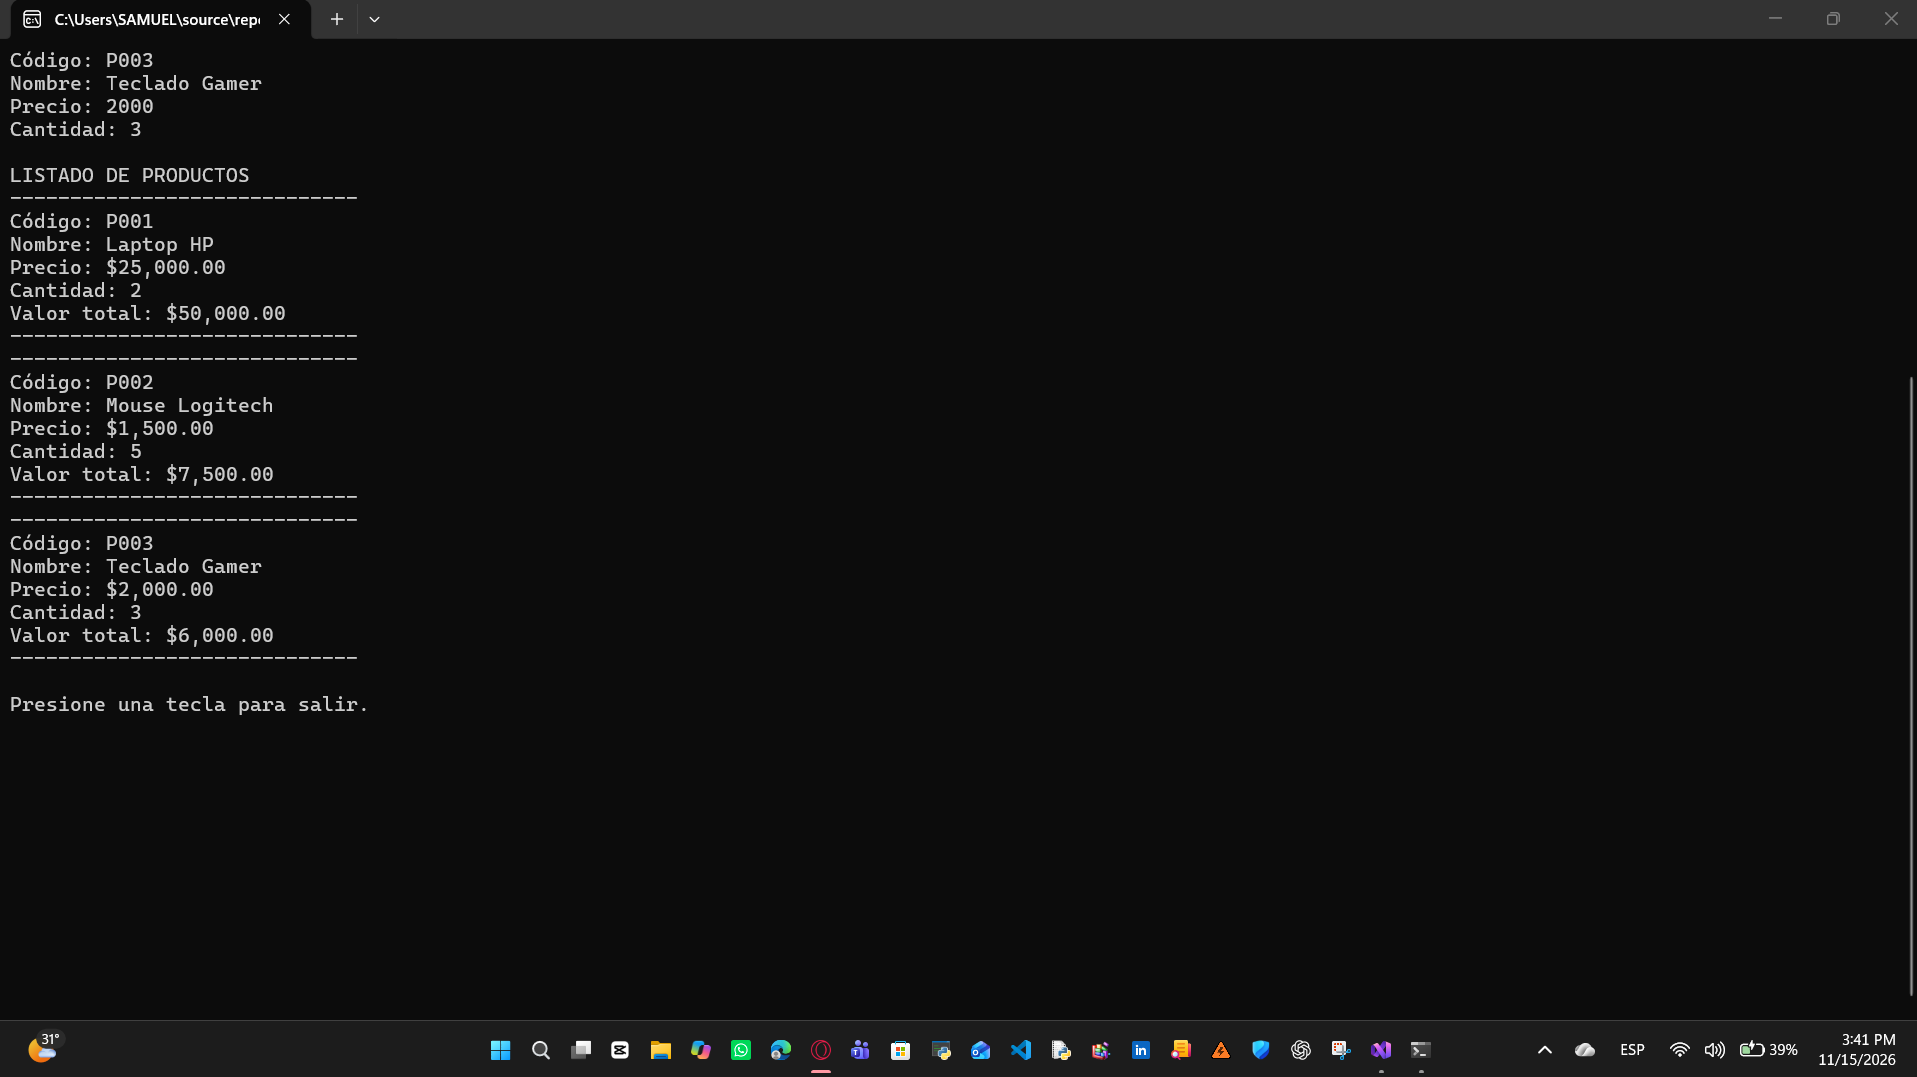 C:\Users\SAMUEL\source\rep
Código: P003
Nombre: Teclado Gamer
Precio: 2000
Cantidad: 3
LISTADO DE PRODUCTOS
-----------------------------
Código: P001
Nombre: Laptop HP
Precio: $25,000.00
Cantidad: 2
Valor total: $50,000.00
-----------------------------
-----------------------------
Código: P002
Nombre: Mouse Logitech
Precio: $1,500.00
Cantidad: 5
Valor total: $7,500.00
-----------------------------
-----------------------------
Código: P003
Nombre: Teclado Gamer
Precio: $2,000.00
Cantidad: 3
Valor total: $6,000.00
-----------------------------
Presione una tecla para salir.
31°
ESP
39%
3:41 PM
11/15/2026